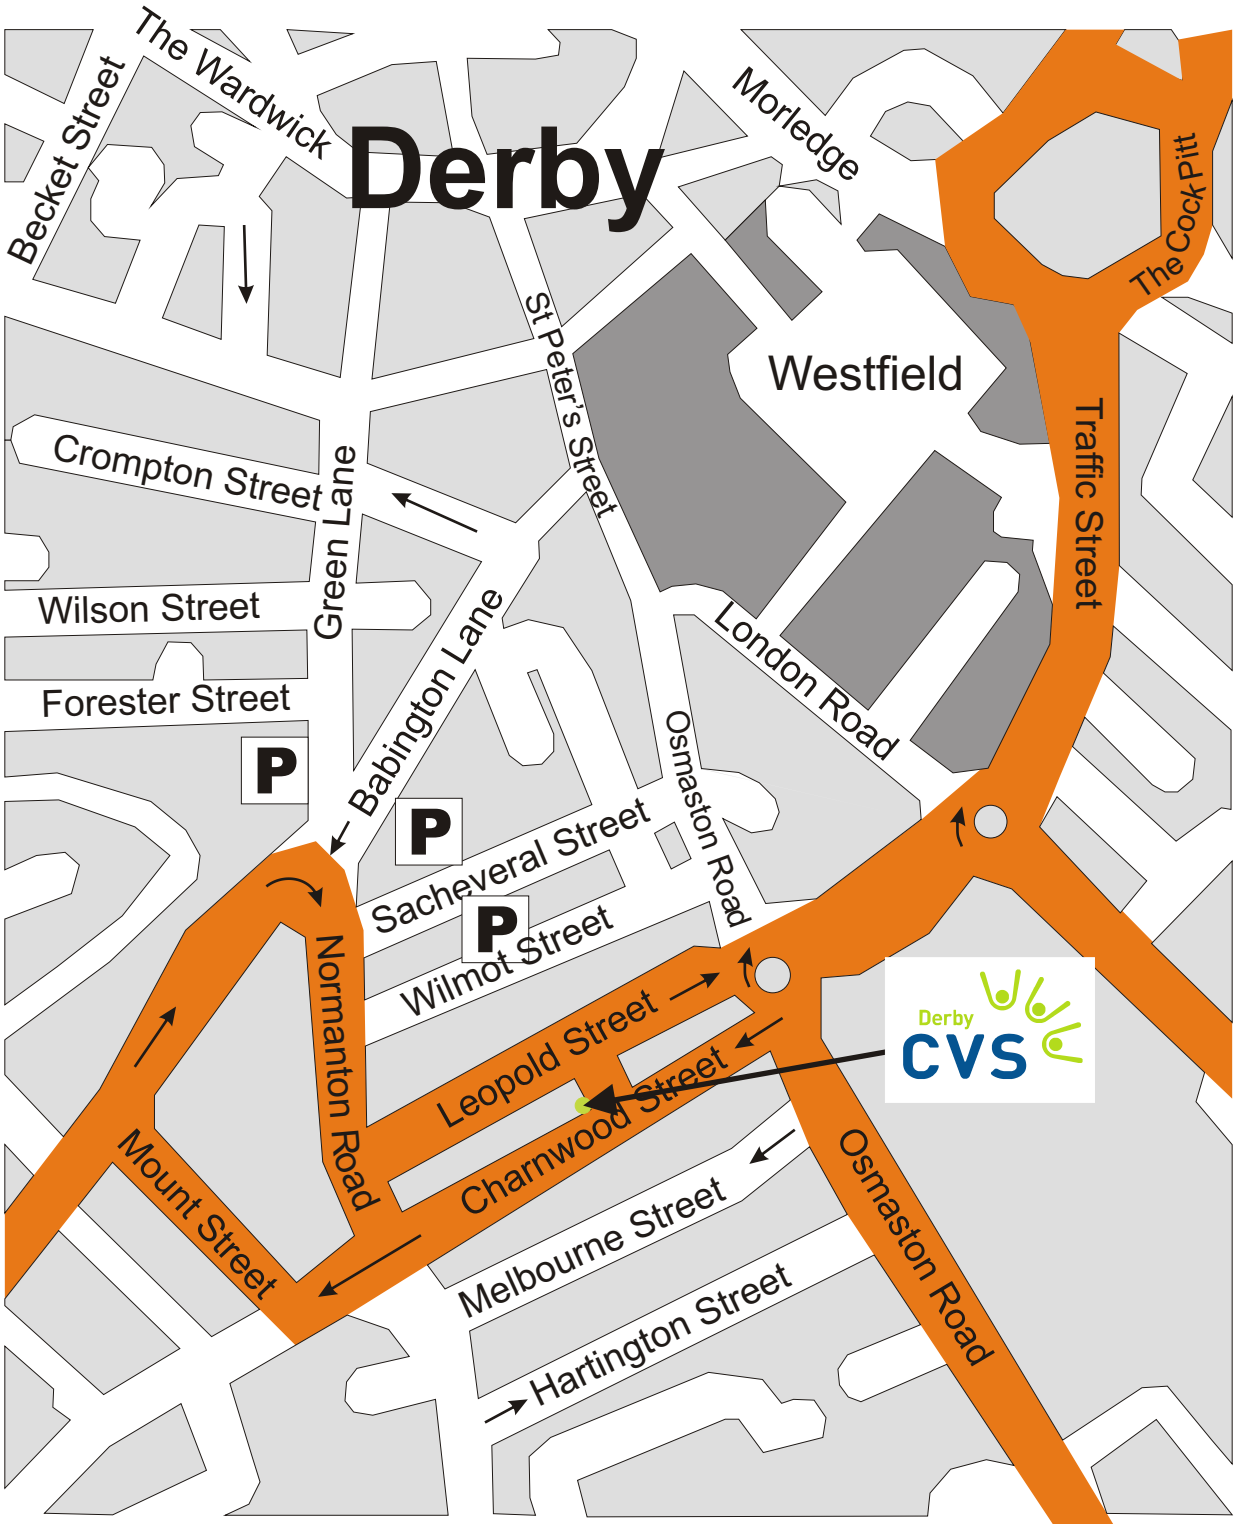 The Wardwick
Becket Street
Derby
Morledge
The Cock Pitt
St Peter's Street
Westfield
Traffic Street
Crompton Street
Green Lane
Wilson Street
Forester Street
Babington Lane
London Road
P
P
Osmaston Road
Sacheveral Street
P
Wilmot Street
Normanton Road
Leopold Street
Derby
CVS
Charnwood Street
Mount Street
Melbourne Street
Osmaston Road
Hartington Street